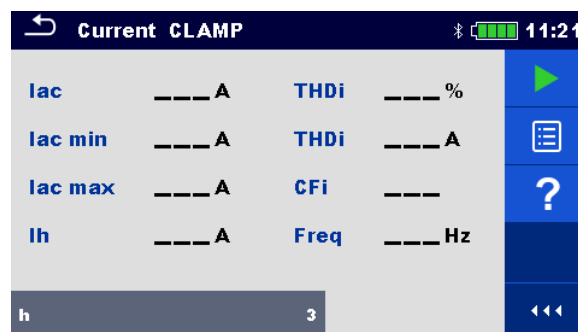 Current CLAMP 11:21
Iac ___A THDi ___%
Iac min ___A THDi ___A
Iac max ___A CFi ___
Ih ___A Freq ___Hz
?
h 3